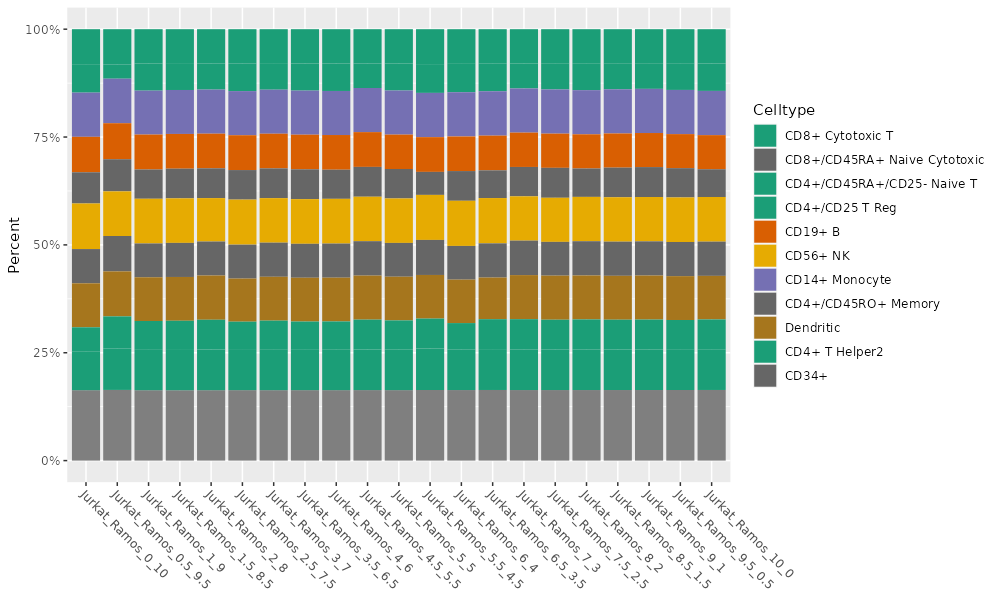 100%
75%
50%
25%
0%
Percent
Jurkat_Ramos_0_10
Jurkat_Ramos_0.5_9.5
Jurkat_Ramos_1_9
Jurkat_Ramos_1.5_8.5
Jurkat_Ramos_2_8
Jurkat_Ramos_2.5_7.5
Jurkat_Ramos_3_7
Jurkat_Ramos_3.5_6.5
Jurkat_Ramos_4_6
Jurkat_Ramos_4.5_5.5
Jurkat_Ramos_5_5
Jurkat_Ramos_5.5_4.5
Jurkat_Ramos_6_4
Jurkat_Ramos_6.5_3.5
Jurkat_Ramos_7_3
Jurkat_Ramos_7.5_2.5
Jurkat_Ramos_8_2
Jurkat_Ramos_8.5_1.5
Jurkat_Ramos_9_1
Jurkat_Ramos_9.5_0.5
Jurkat_Ramos_10_0
Celltype
CD8+ Cytotoxic T
CD8+/CD45RA+ Naive Cytotoxic
CD4+/CD45RA+/CD25- Naive T
CD4+/CD25 T Reg
CD19+ B
CD56+ NK
CD14+ Monocyte
CD4+/CD45RO+ Memory
Dendritic
CD4+ T Helper2
CD34+